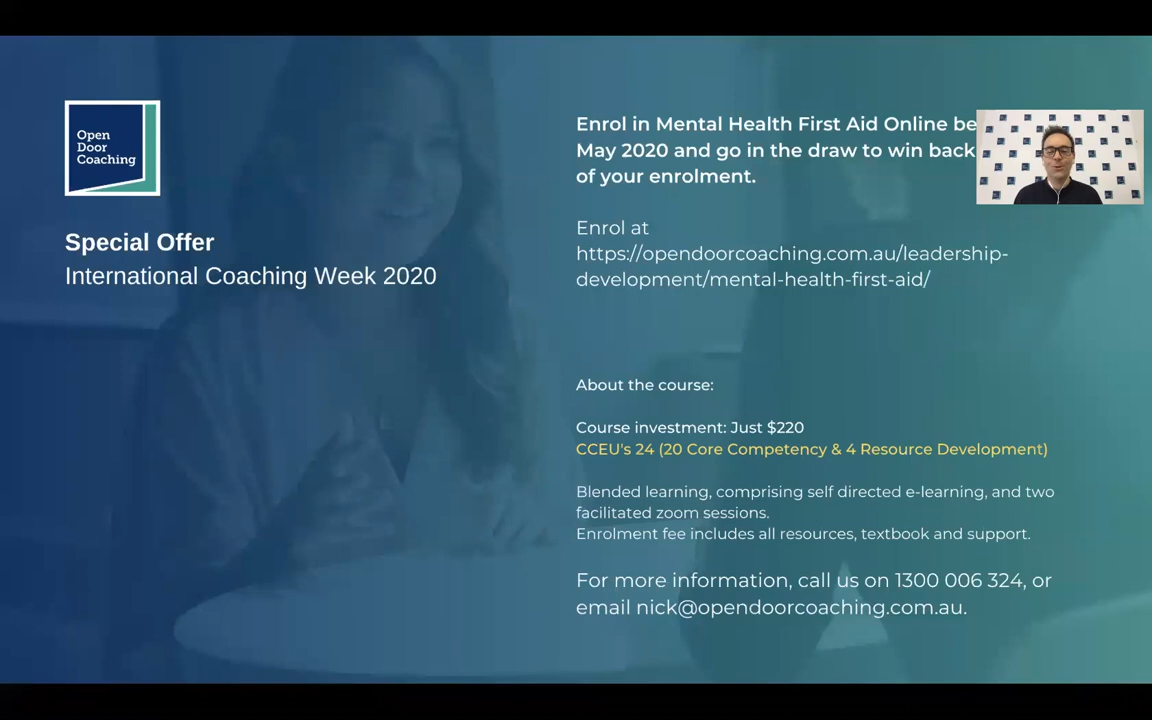 Open
Door
Coaching
Special Offer
International Coaching Week 2020
Enrol in Mental Health First Aid Online
May 2020 and go in the draw to win back
of your enrolment.
Enrol at
https://opendoorcoaching.com.au/leadership-
development/mental-health-first-aid/
About the course:
Course investment: Just $220
CCEU's 24 (20 Core Competency & 4 Resource Development)
Blended learning, comprising self directed e-learning, and two
facilitated zoom sessions.
Enrolment fee includes all resources, textbook and support.
For more information, call us on 1300 006 324, or
email nick@opendoorcoaching.com.au.